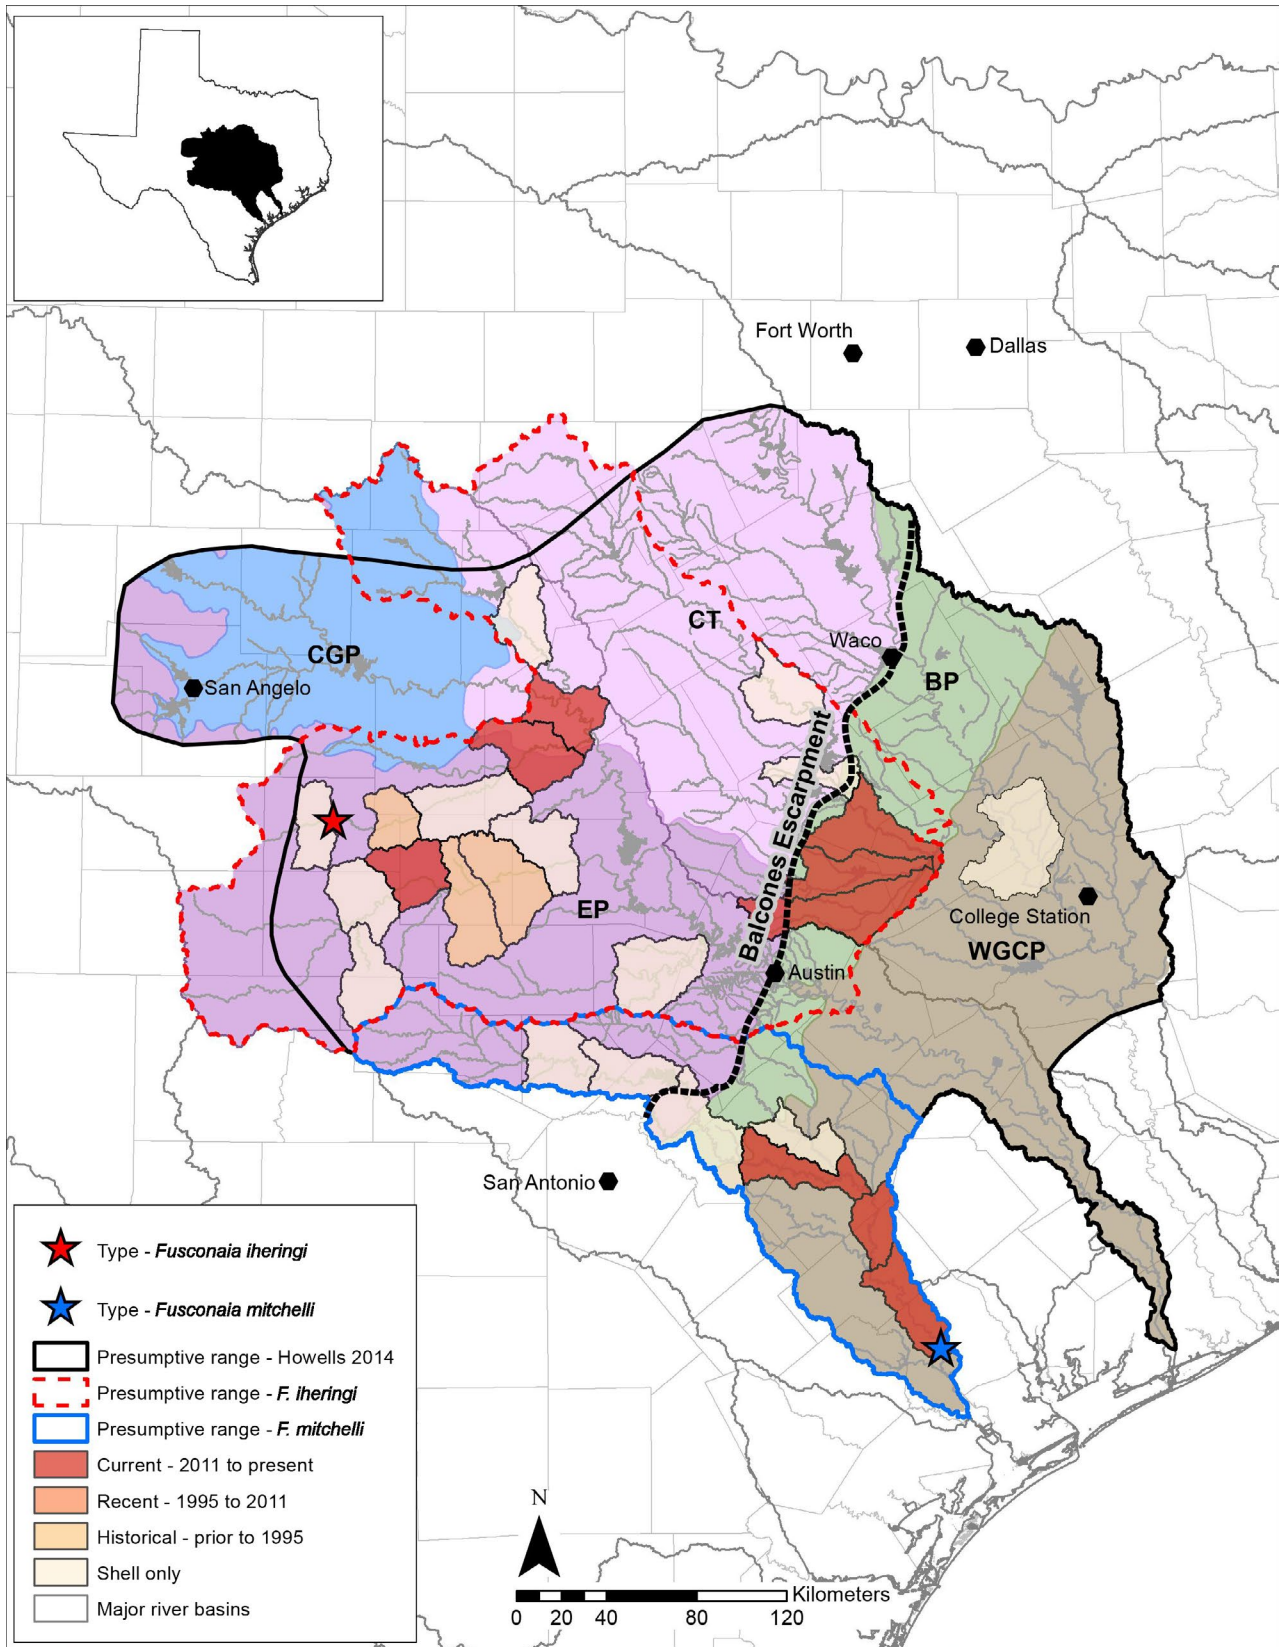 Fort Worth
Dallas
CT
Waco
CGP
San Angelo
BP
Balcones Escarpment
EP
College Station
WGCP
Austin
San Antonio
Type - Fusconaia iheringi
Type - Fusconaia mitchelli
Presumptive range - Howells 2014
Presumptive range - F. iheringi
Presumptive range - F. mitchelli
Current - 2011 to present
Recent - 1995 to 2011
Historical - prior to 1995
Shell only
Major river basins
N
Kilometers
0 20 40 80 120